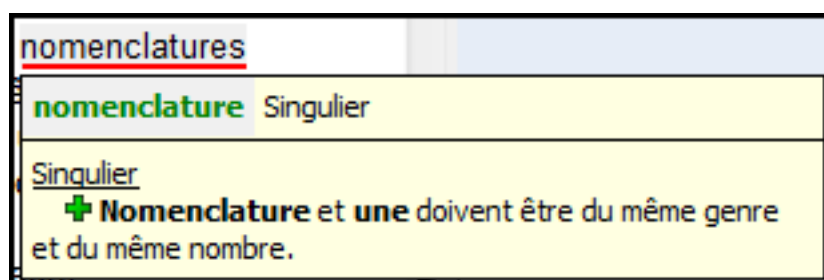 nomenclatures
nomenclature Singulier
Singulier
Nomenclature et une doivent être du même genre
et du même nombre.